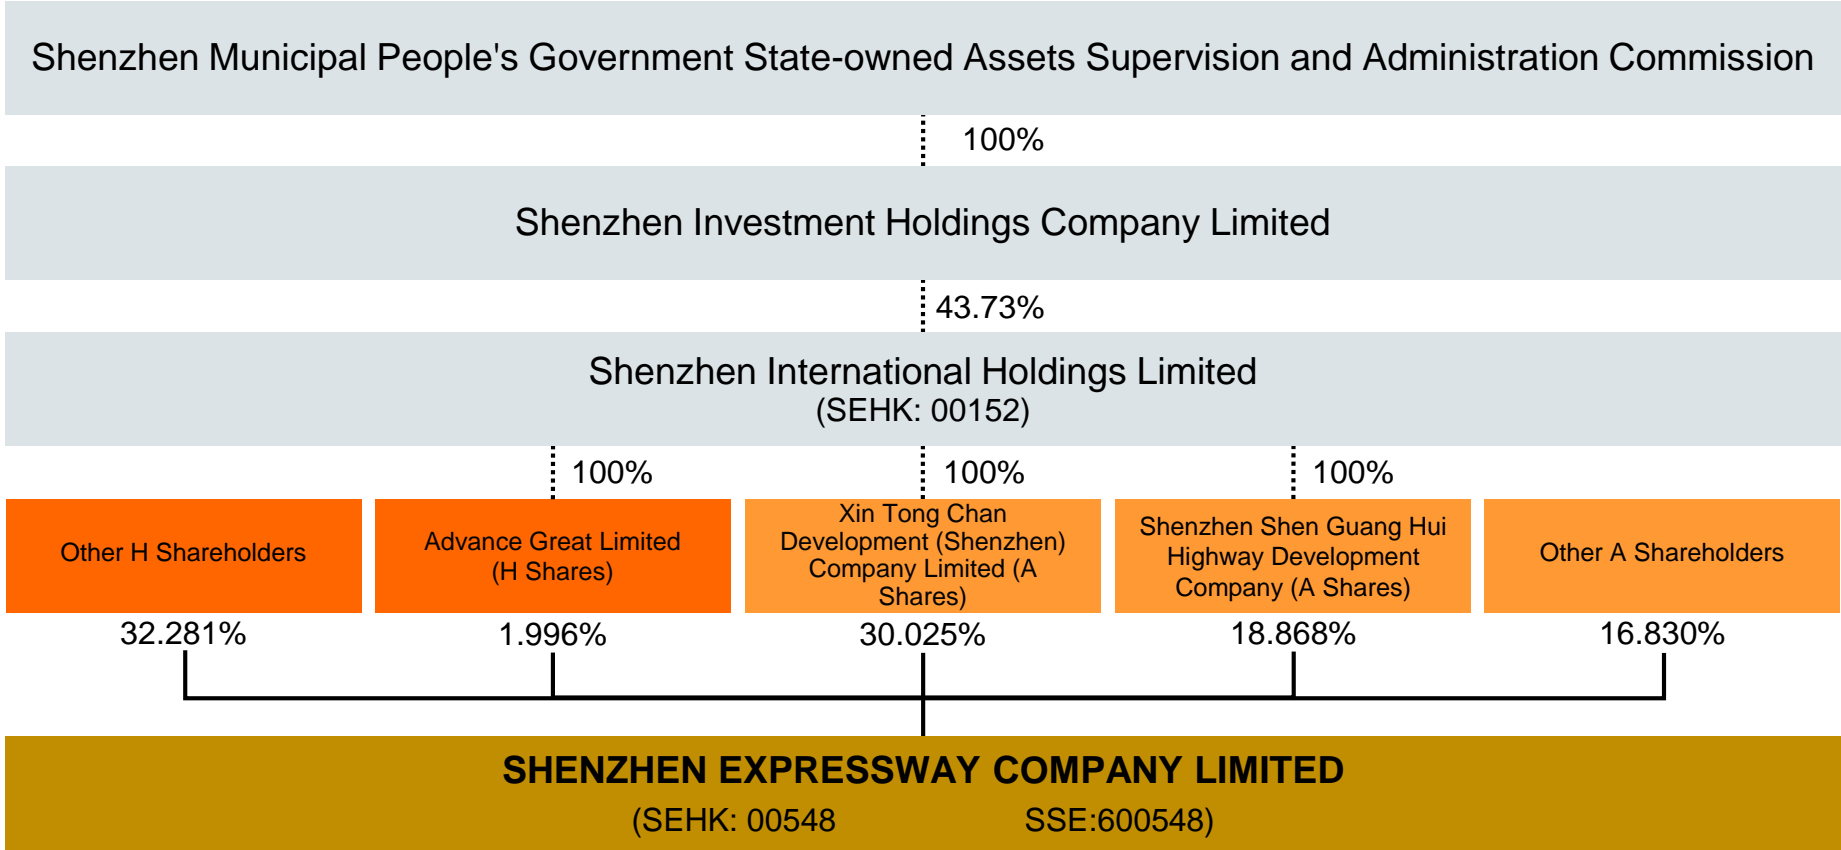 Shenzhen Municipal People's Government State-owned Assets Supervision and Administration Commission
100%
Shenzhen Investment Holdings Company Limited
43.73%
Shenzhen International Holdings Limited
(SEHK: 00152)
100%
100%
100%
Other H Shareholders
Advance Great Limited
(H Shares)
Xin Tong Chan
Development (Shenzhen)
Company Limited (A
Shares)
Shenzhen Shen Guang Hui
Highway Development
Company (A Shares)
Other A Shareholders
32.281%
1.996%
30.025%
18.868%
16.830%
SHENZHEN EXPRESSWAY COMPANY LIMITED
(SEHK: 00548 SSE:600548)